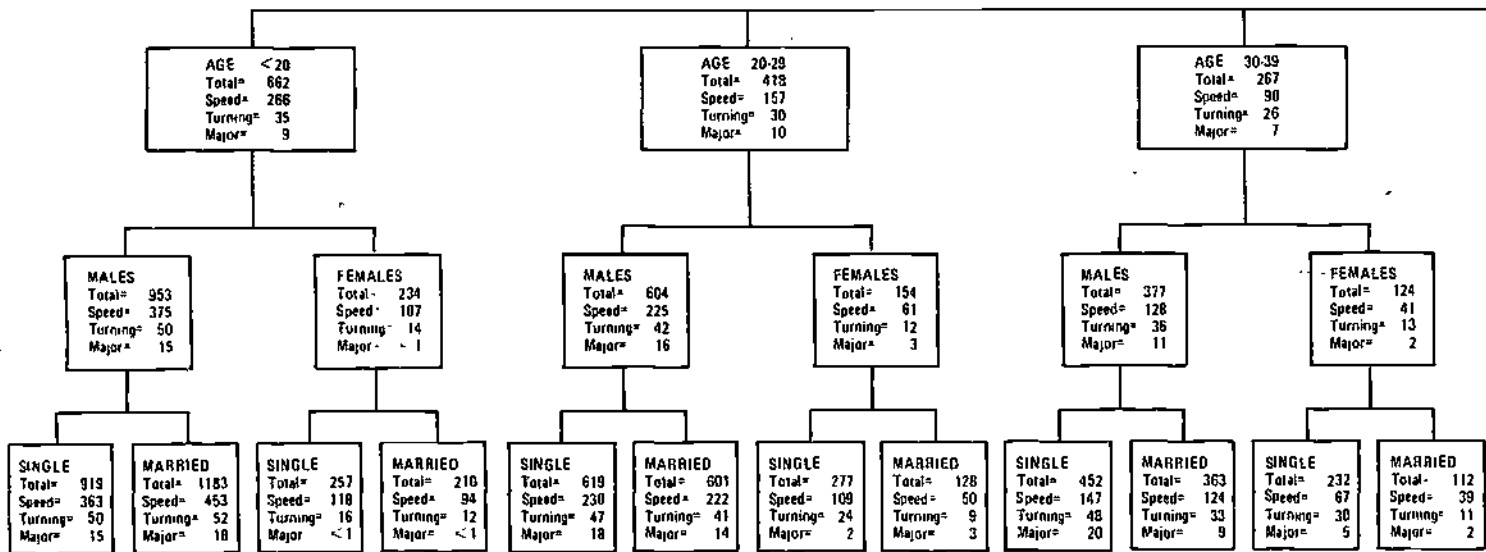 AGE <20
Total= 662
Speed= 266
Turning= 35
Major= 9
AGE 20-29
Total= 418
Speed= 157
Turning= 30
Major= 10
AGE 30-39
Total= 267
Speed= 90
Turning= 26
Major= 7
MALES
Total= 953
Speed= 375
Turning= 50
Major= 15
FEMALES
Total- 234
Speed- 107
Turning= 14
Major- <1
MALES
Total= 604
Speed= 225
Turning= 42
Major= 16
FEMALES
Total= 154
Speed= 61
Turning= 12
Major= 3
MALES
Total= 377
Speed= 128
Turning= 36
Major= 11
FEMALES
Total= 124
Speed= 41
Turning= 13
Major= 2
SINGLE
Total= 919
Speed= 363
Turning= 50
Major= 15
MARRIED
Total= 1183
Speed= 453
Turning= 52
Major= 18
SINGLE
Total= 257
Speed= 118
Turning= 16
Major <1
MARRIED
Total= 210
Speed= 94
Turning= 12
Major= <1
SINGLE
Total= 619
Speed= 230
Turning= 47
Major= 18
MARRIED
Total= 601
Speed= 222
Turning= 41
Major= 14
SINGLE
Total= 277
Speed= 109
Turning= 24
Major= 2
MARRIED
Total= 128
Speed= 50
Turning= 9
Major= 3
SINGLE
Total= 452
Speed= 147
Turning= 48
Major= 20
MARRIED
Total= 363
Speed= 124
Turning= 33
Major= 9
SINGLE
Total= 232
Speed= 67
Turning= 30
Major= 5
MARRIED
Total- 112
Speed= 39
Turning= 11
Major= 2